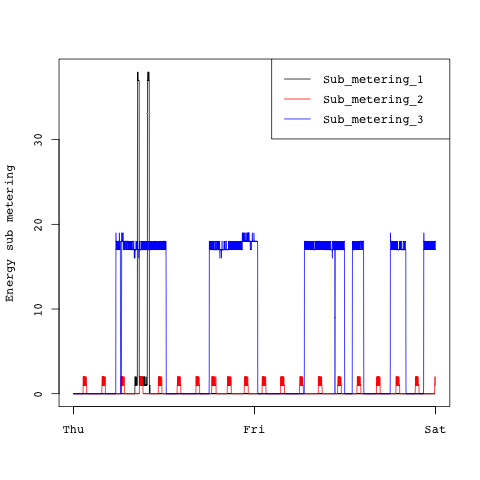 Sub_metering_1
Sub_metering_2
Sub_metering_3
Energy sub metering
30
20
10
0
Thu Fri Sat